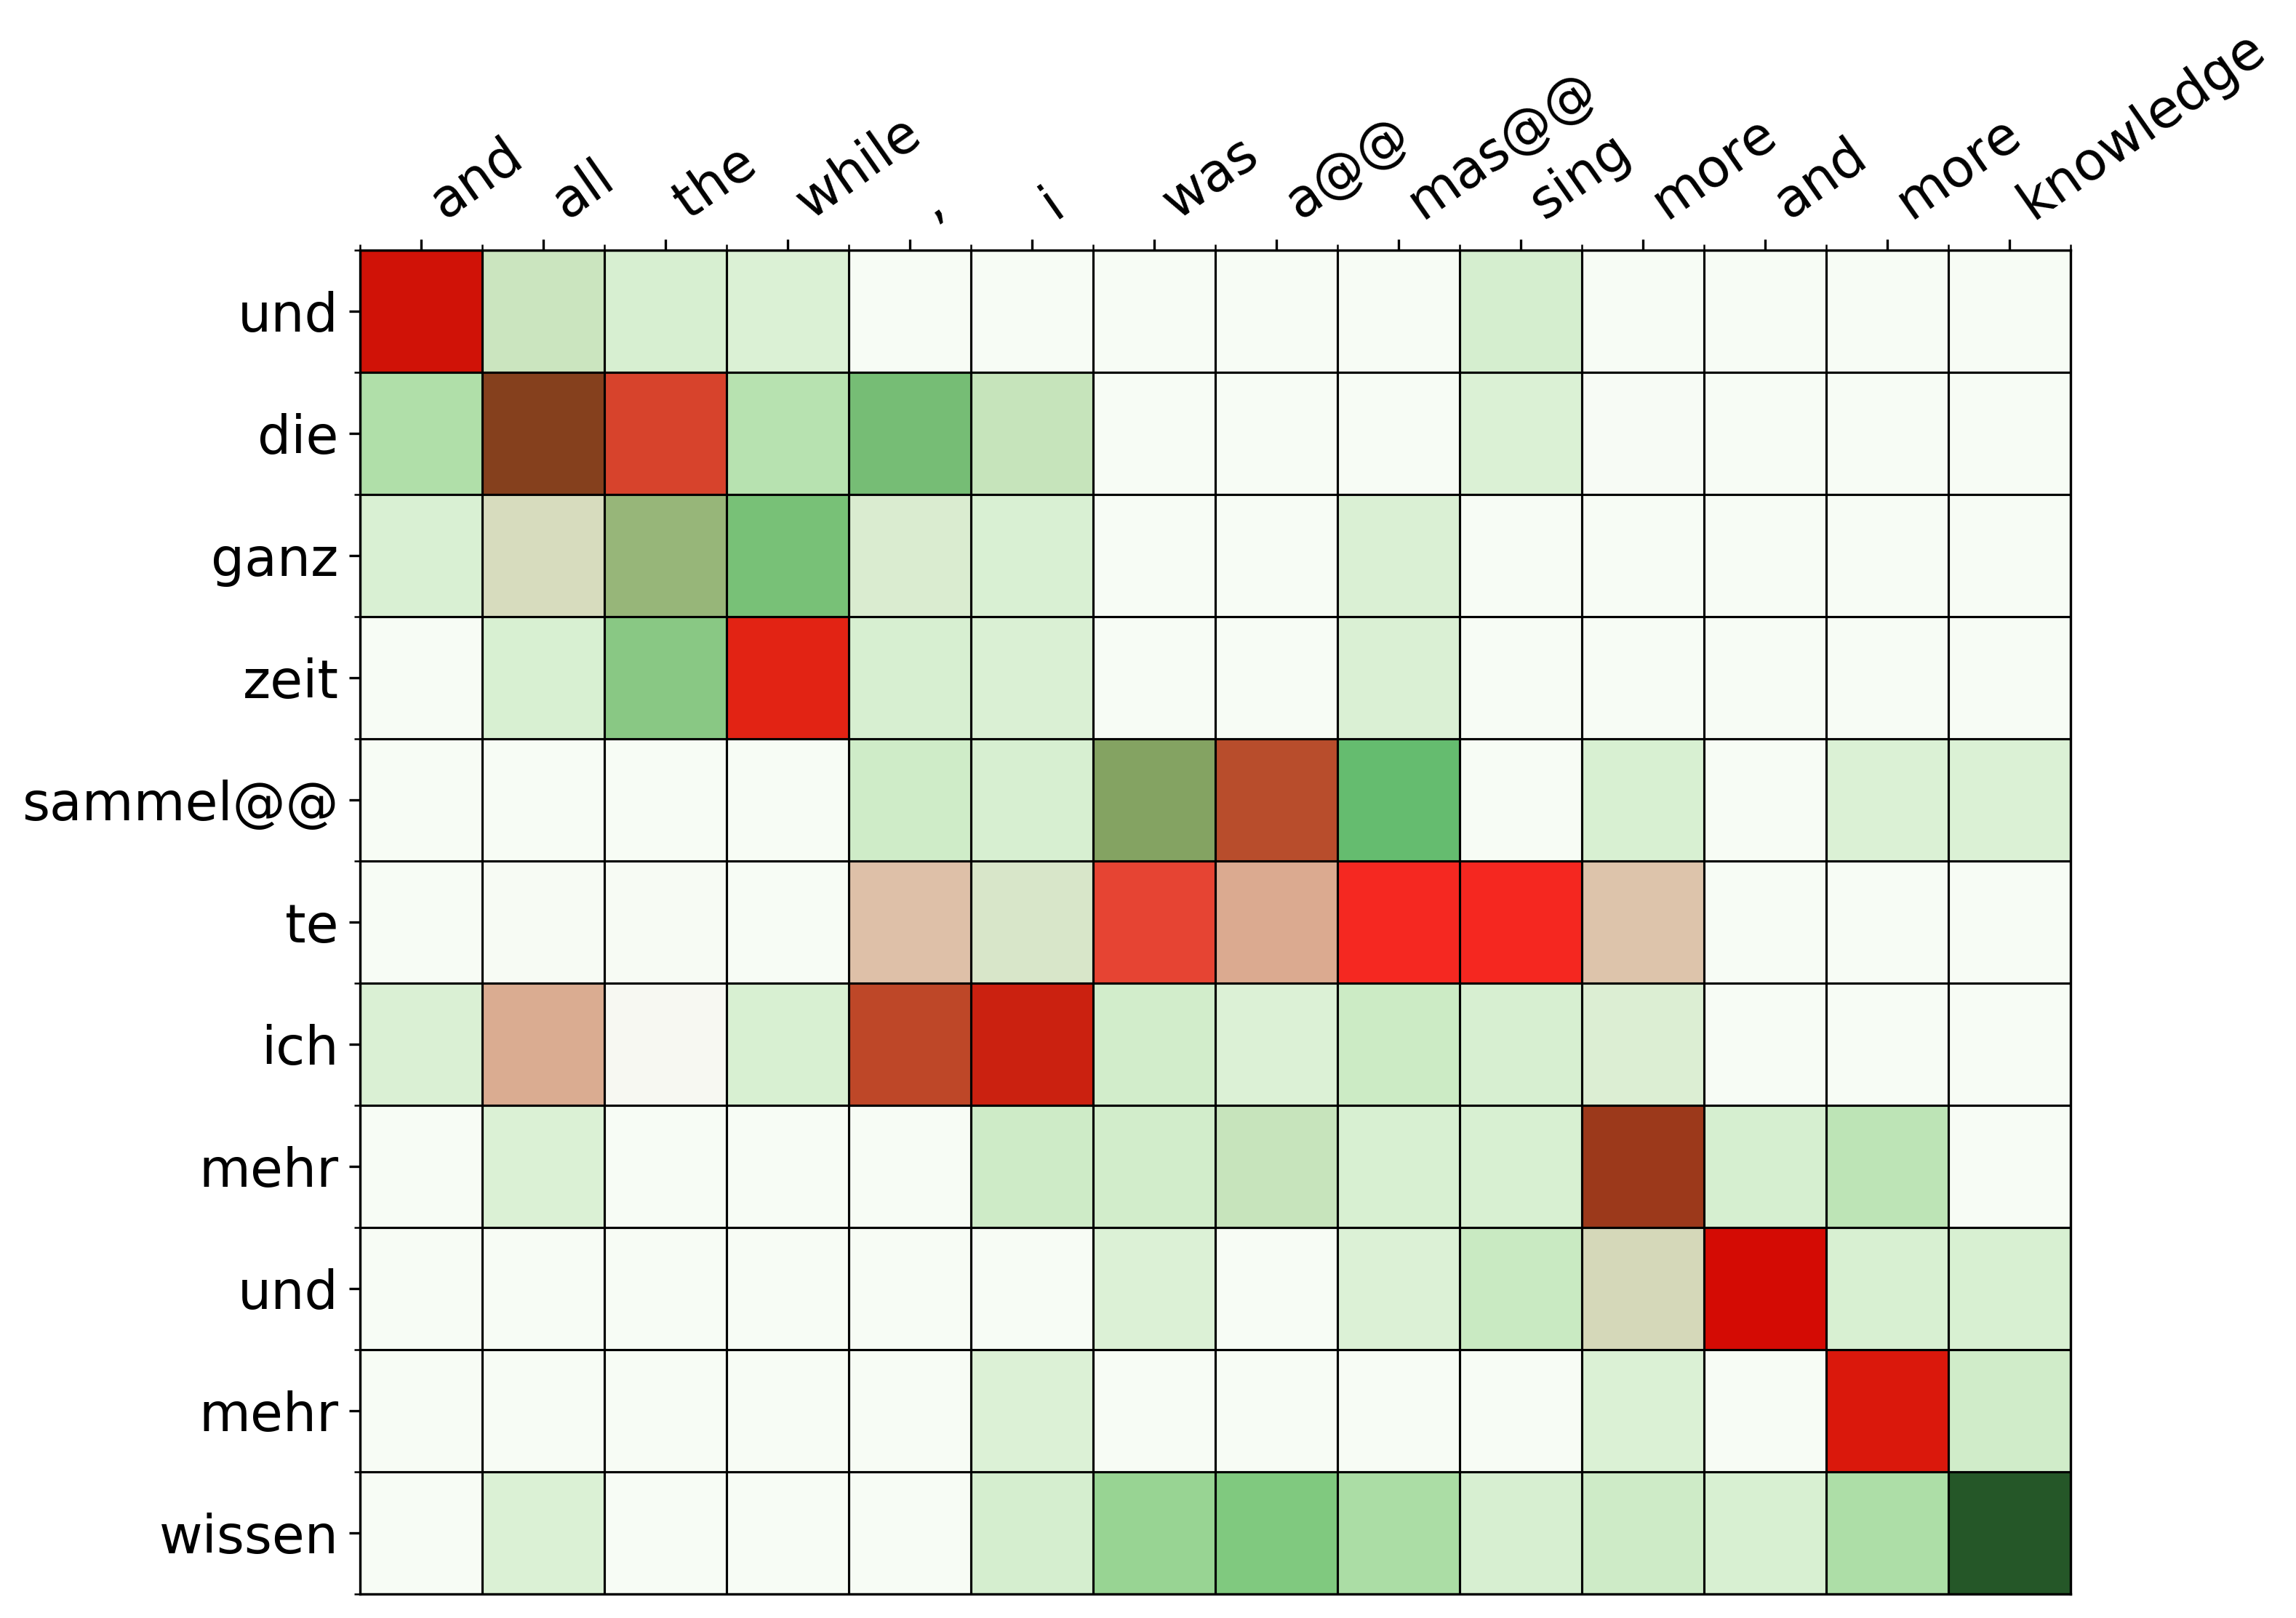 and all the while , i was a@@ mas@@ sing more and more knowledge
und
die
ganz
zeit
sammel@@
te
ich
mehr
und
mehr
wissen